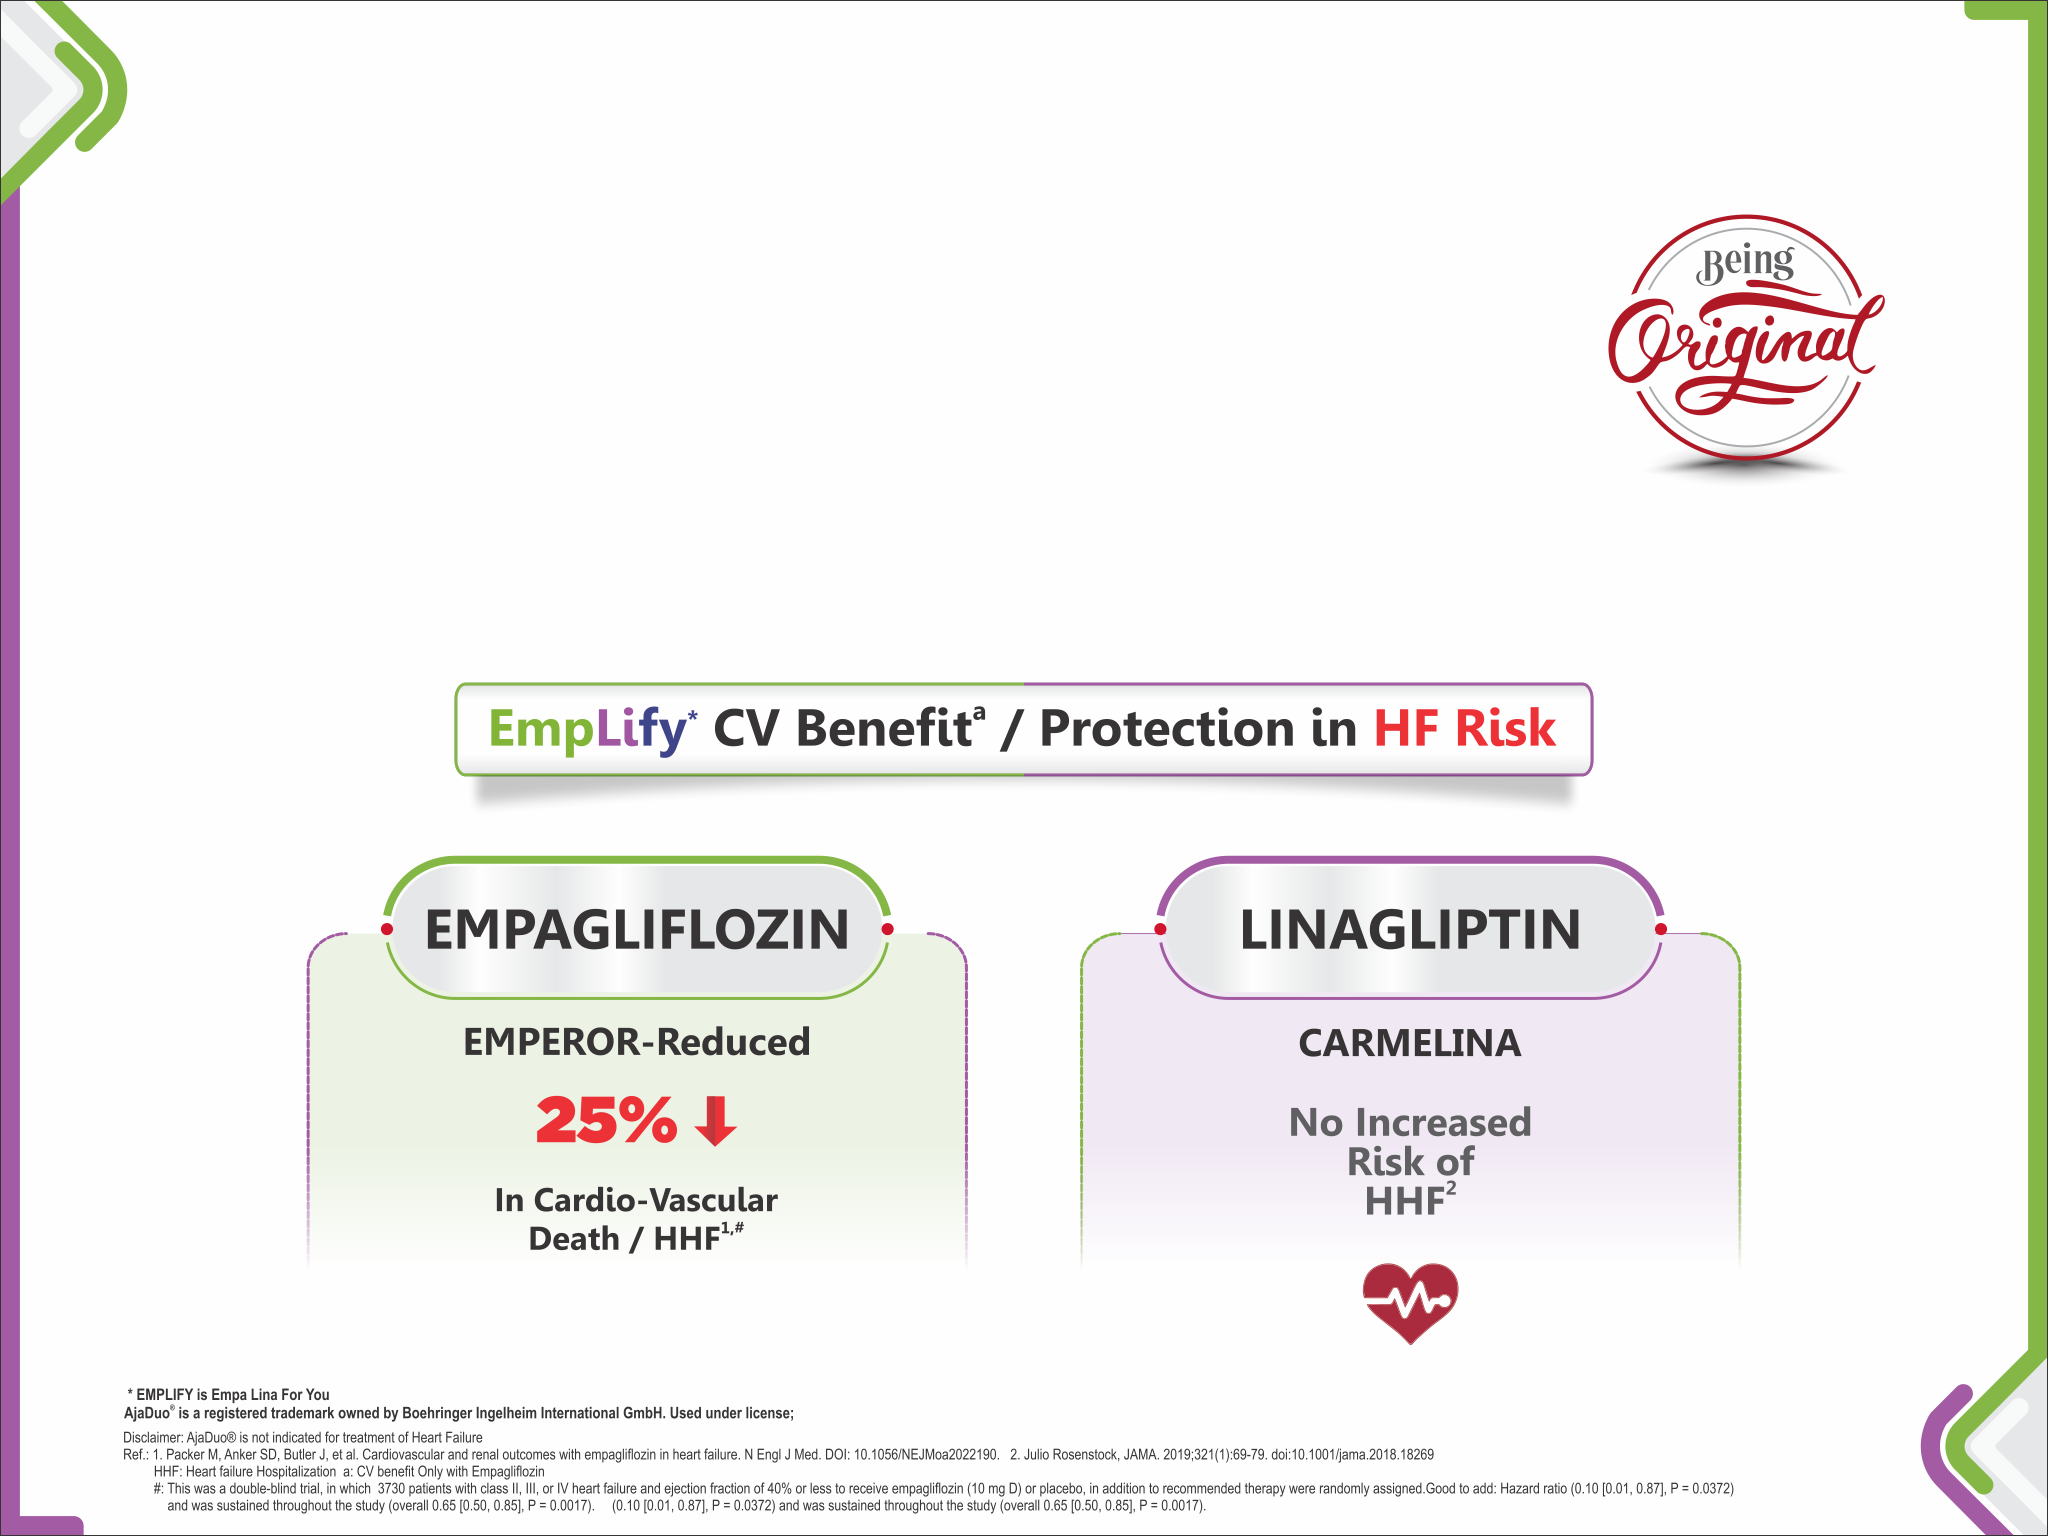 Being
Original
EmpLify* CV Benefitᵃ / Protection in HF Risk
EMPAGLIFLOZIN
EMPEROR-Reduced
25%
In Cardio-Vascular
Death / HHF¹,#
LINAGLIPTIN
CARMELINA
No Increased
Risk of
HHF²
* EMPLIFY is Empa Lina For You
AjaDuo® is a registered trademark owned by Boehringer Ingelheim International GmbH. Used under license;
Disclaimer: AjaDuo® is not indicated for treatment of Heart Failure
Ref.: 1. Packer M, Anker SD, Butler J, et al. Cardiovascular and renal outcomes with empagliflozin in heart failure. N Engl J Med. DOI: 10.1056/NEJMoa2022190. 2. Julio Rosenstock, JAMA. 2019;321(1):69-79. doi:10.1001/jama.2018.18269
HHF: Heart failure Hospitalization a: CV benefit Only with Empagliflozin
#: This was a double-blind trial, in which 3730 patients with class II, III, or IV heart failure and ejection fraction of 40% or less to receive empagliflozin (10 mg D) or placebo, in addition to recommended therapy were randomly assigned.Good to add: Hazard ratio (0.10 [0.01, 0.87], P = 0.0372)
and was sustained throughout the study (overall 0.65 [0.50, 0.85], P = 0.0017). (0.10 [0.01, 0.87], P = 0.0372) and was sustained throughout the study (overall 0.65 [0.50, 0.85], P = 0.0017).